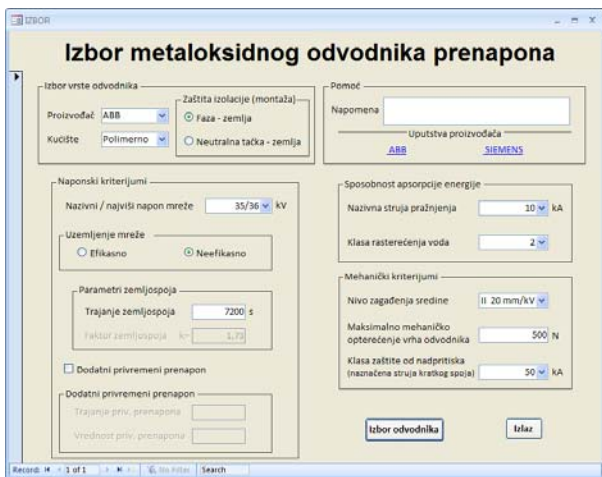 IZBOR
Izbor metaloksidnog odvodnika prenapona
Izbor vrste odvodnika
Proizvođač ABB
Kućište Polimerno
Zaštita izolacije (montaža)
Faza - zemlja
Neutralna tačka - zemlja
Pomoć
Napomena
Uputstva proizvođača
ABB SIEMENS
Naponski kriterijumi
Nazivni / najviši napon mreže 35/36 kV
Uzemljenje mreže
Efikasno Neefikasno
Parametri zemljospoja
Trajanje zemljospoja 7200 s
Faktor zemljospoja k= 1,73
Dodatni privremeni prenapon
Dodatni privremeni prenapon
Trajanje priv. prenapona
Vrednost priv. prenapona
Sposobnost apsorpcije energije
Nazivna struja pražnjenja 10 kA
Klasa rasterećenja voda 2
Mehanički kriterijumi
Nivo zagađenja sredine II 20 mm/kV
Maksimalno mehaničko
opterećenje vrha odvodnika 500 N
Klasa zaštite od nadpritiska
(naznačena struja kratkog spoja) 50 kA
Izbor odvodnika Izlaz
Record: 1 of 1 No Filter Search